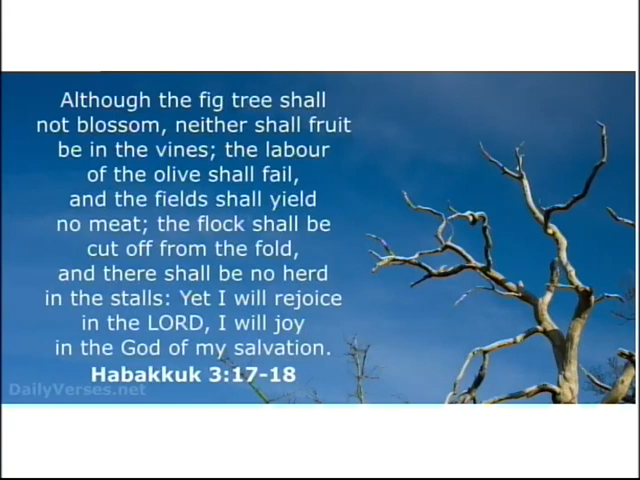 Although the fig tree shall
not blossom, neither shall fruit
be in the vines; the labour
of the olive shall fail,
and the fields shall yield
no meat; the flock shall be
cut off from the fold,
and there shall be no herd
in the stalls: Yet I will rejoice
in the LORD, I will joy
in the God of my salvation.
Habakkuk 3:17-18
DailyVerses.net